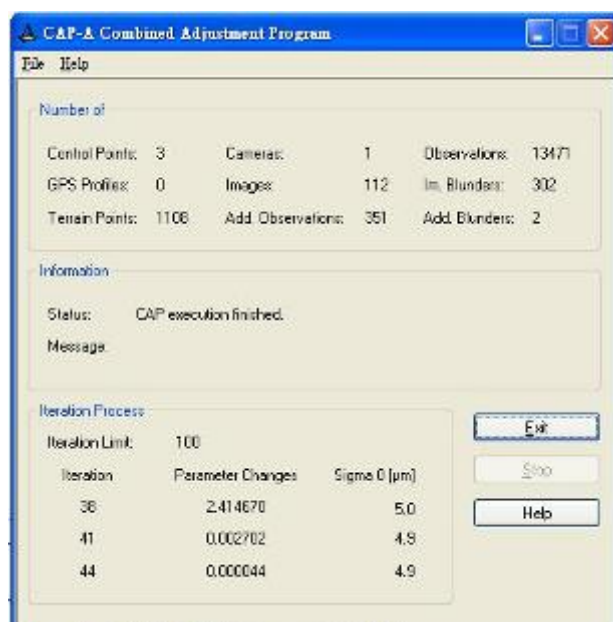 CAP-A Combined Adjustment Program
File Help
Number of
Control Points: 3 Cameras: 1 Observations: 13471
GPS Profiles: 0 Images: 112 Im. Blunders: 302
Terrain Points: 1108 Add. Observations: 351 Add. Blunders: 2
Information
Status: CAP execution finished.
Message:
Iteration Process
Iteration Limit: 100
Iteration Parameter Changes Sigma 0 [µm]
38 2.414670 5.0
41 0.002702 4.9
44 0.000044 4.9
Exit
Stop
Help